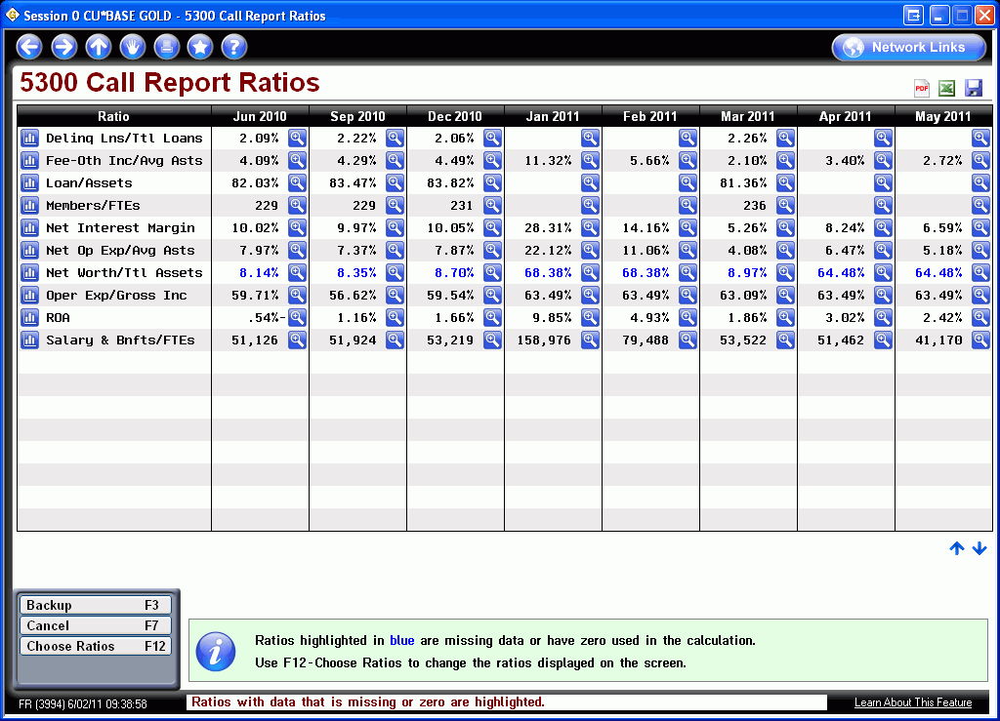 Session 0 CU*BASE GOLD - 5300 Call Report Ratios
Network Links
5300 Call Report Ratios
PDF
Ratio Jun 2010 Sep 2010 Dec 2010 Jan 2011 Feb 2011 Mar 2011 Apr 2011 May 2011
Delinq Lns/Ttl Loans 2.09% 2.22% 2.06% 2.26%
Fee-Oth Inc/Avg Asts 4.09% 4.29% 4.49% 11.32% 5.66% 2.10% 3.40% 2.72%
Loan/Assets 82.03% 83.47% 83.82% 81.36%
Members/FTEs 229 229 231 236
Net Interest Margin 10.02% 9.97% 10.05% 28.31% 14.16% 5.26% 8.24% 6.59%
Net Op Exp/Avg Asts 7.97% 7.37% 7.87% 22.12% 11.06% 4.08% 6.47% 5.18%
Net Worth/Ttl Assets 8.14% 8.35% 8.70% 68.38% 68.38% 8.97% 64.48% 64.48%
Oper Exp/Gross Inc 59.71% 56.62% 59.54% 63.49% 63.49% 63.09% 63.49% 63.49%
ROA .54%- 1.16% 1.66% 9.85% 4.93% 1.86% 3.02% 2.42%
Salary & Bnfts/FTEs 51,126 51,924 53,219 158,976 79,488 53,522 51,462 41,170
Backup F3
Cancel F7
Choose Ratios F12
Ratios highlighted in blue are missing data or have zero used in the calculation.
Use F12-Choose Ratios to change the ratios displayed on the screen.
FR (3994) 6/02/11 09:38:58
Ratios with data that is missing or zero are highlighted.
Learn About This Feature